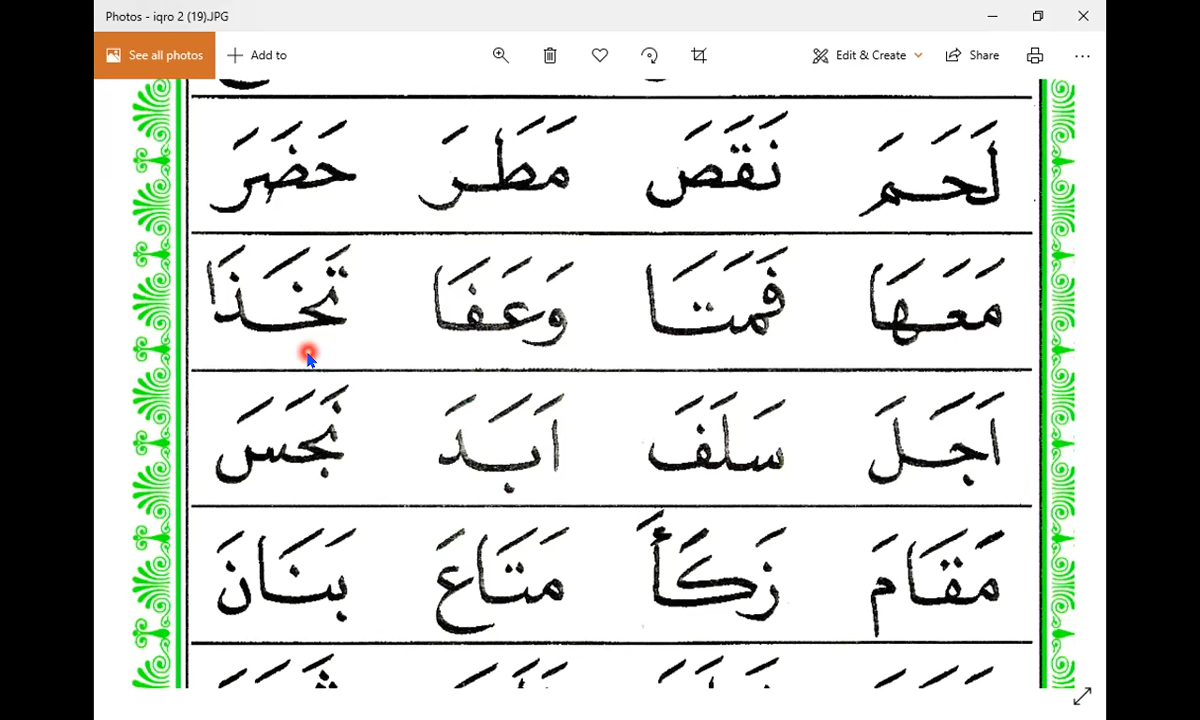 Photos - iqro 2 (19).JPG
See all photos Add to Edit & Create Share
لَحَمَ نَقَصَ مَطَرَ حَضَرَ
مَعَهَا فَمَتَا وَعَفَا تَخَذَا
اَجَلَ سَلَفَ اَبَدَ نَجَسَ
مَقَامَ زَكَأَ مَتَاعَ بَنَانَ